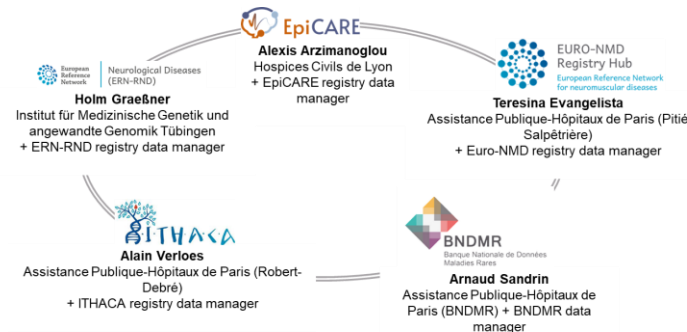 EpiCARE
Alexis Arzimanoglou
Hospices Civils de Lyon
+ EpiCARE registry data
manager
European
Reference
Network
Neurological Diseases
(ERN-RND)
Holm Graeßner
Institut für Medizinische Genetik und
angewandte Genomik Tübingen
+ ERN-RND registry data manager
EURO-NMD
Registry Hub
European Reference Network
for neuromuscular diseases
Teresina Evangelista
Assistance Publique-Hôpitaux de Paris (Pitié
Salpêtrière)
+ Euro-NMD registry data manager
ITHACA
Alain Verloes
Assistance Publique-Hôpitaux de Paris (Robert-
Debré)
+ ITHACA registry data manager
BNDMR
Banque Nationale de Données
Maladies Rares
Arnaud Sandrin
Assistance Publique-Hôpitaux de
Paris (BNDMR) + BNDMR data
manager